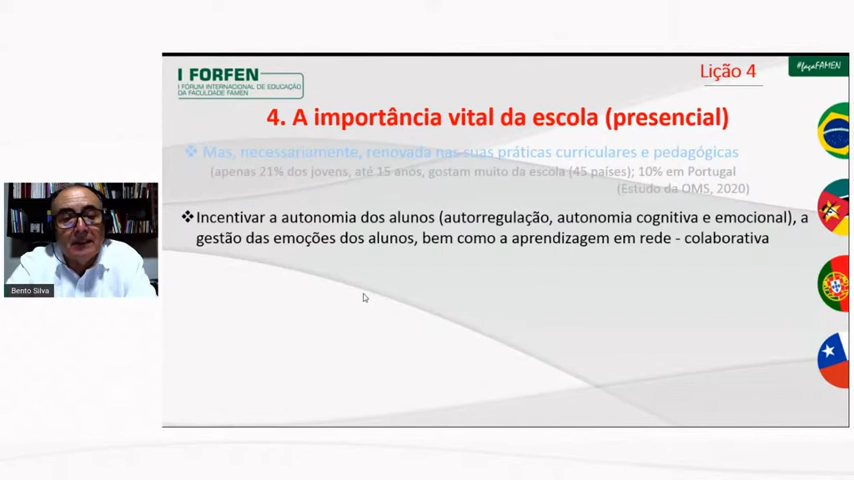 Lição 4
#façaFAMEN
I FORFEN
I FÓRUM INTERNACIONAL DE EDUCAÇÃO
DA FACULDADE FAMEN
4. A importância vital da escola (presencial)
❖ Mas, necessariamente, renovada nas suas práticas curriculares e pedagógicas
(apenas 21% dos jovens, até 15 anos, gostam muito da escola (45 países); 10% em Portugal
(Estudo da OMS, 2020)
❖Incentivar a autonomia dos alunos (autorregulação, autonomia cognitiva e emocional), a
gestão das emoções dos alunos, bem como a aprendizagem em rede - colaborativa
Bento Silva